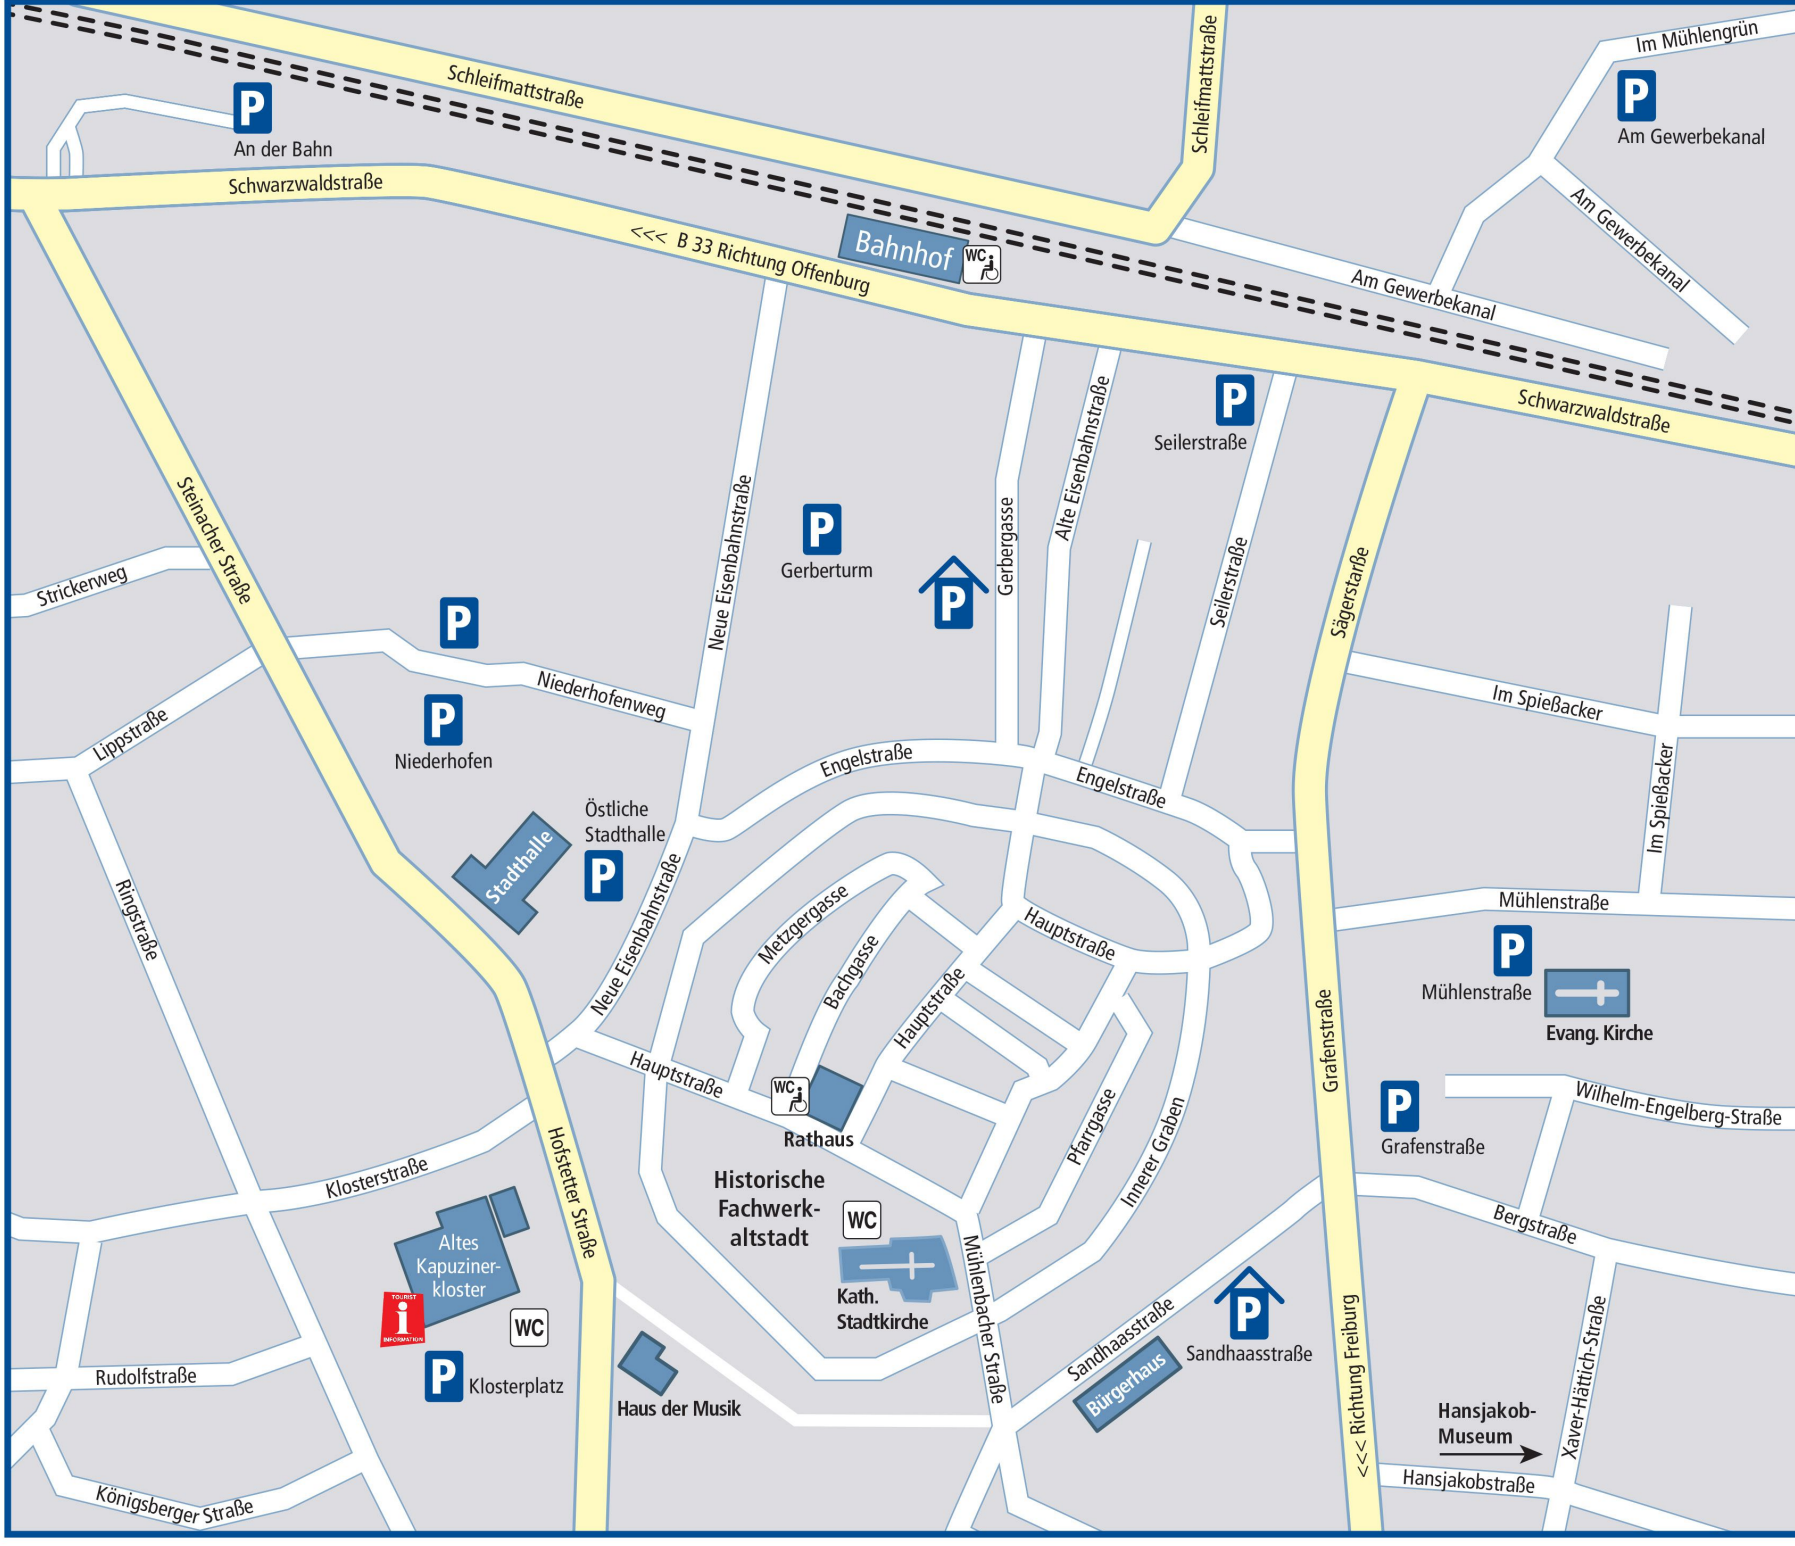 Schleifmattstraße
Schleifmattstraße
Im Mühlengrün
P
Am Gewerbekanal
P
An der Bahn
Schwarzwaldstraße
<<< B 33 Richtung Offenburg
Bahnhof
WC
Am Gewerbekanal
Am Gewerbekanal
Schwarzwaldstraße
P
Seilerstraße
Steinacher Straße
Strickerweg
Neue Eisenbahnstraße
P
Gerberturm
P
Gerbergasse
Alte Eisenbahnstraße
Seilerstraße
Sägerstarße
P
Niederhofenweg
P
Niederhofen
Lippstraße
Im Spießacker
Im Spießacker
Engelstraße
Engelstraße
Östliche
Stadthalle
P
Stadthalle
Neue Eisenbahnstraße
Ringstraße
Metzgergasse
Bachgasse
Hauptstraße
Hauptstraße
Hauptstraße
Mühlenstraße
P
Mühlenstraße
Evang. Kirche
Grafenstraße
P
Grafenstraße
Wilhelm-Engelberg-Straße
Bergstraße
WC
Rathaus
Pfarrgasse
Innerer Graben
Historische
Fachwerk-
altstadt
WC
Kath.
Stadtkirche
Mühlenbacher Straße
Klosterstraße
Hofstetter Straße
Altes
Kapuziner-
kloster
TOURIST
i
INFORMATION
WC
P
Klosterplatz
Haus der Musik
Rudolfstraße
Königsberger Straße
Sandhaasstraße
Bürgerhaus
P
Sandhaasstraße
<<< Richtung Freiburg
Hansjakob-
Museum
Xaver-Hättich-Straße
Hansjakobstraße